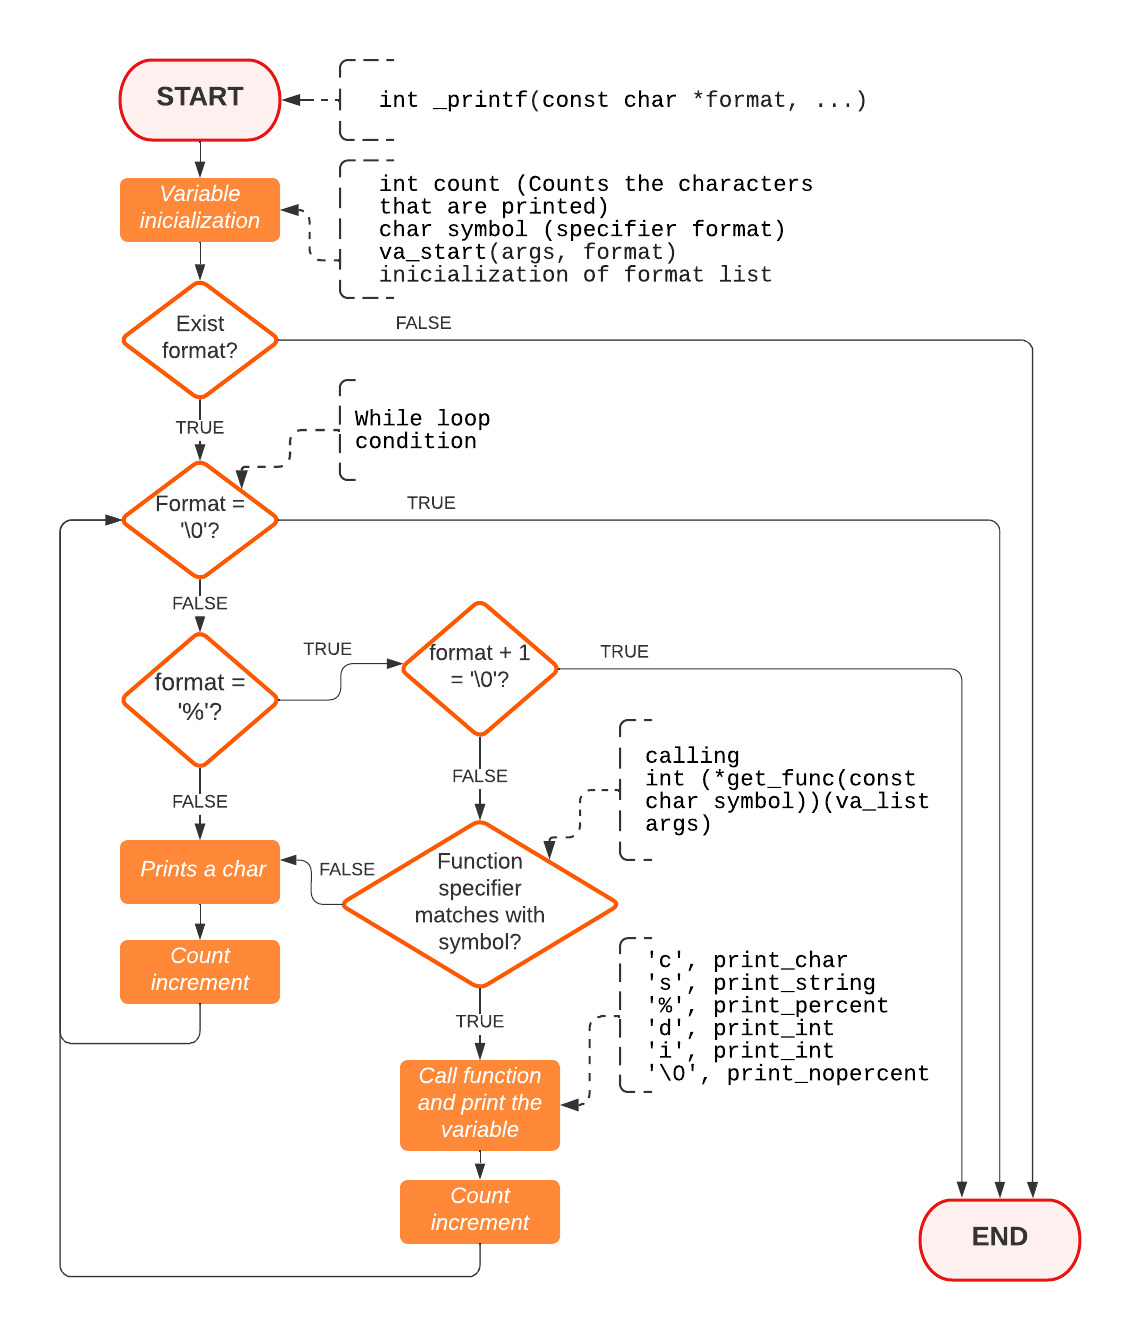 START
int _printf(const char *format, ...)
Variable
inicialization
int count (Counts the characters
that are printed)
char symbol (specifier format)
va_start(args, format)
inicialization of format list
Exist
format?
FALSE
TRUE
While loop
condition
Format =
'\0'?
TRUE
FALSE
format =
'%'?
TRUE
format + 1
= '\0'?
TRUE
FALSE
FALSE
calling
int (*get_func(const
char symbol))(va_list
args)
Prints a char
FALSE
Function
specifier
matches with
symbol?
Count
increment
TRUE
'c', print_char
's', print_string
'%', print_percent
'd', print_int
'i', print_int
'\O', print_nopercent
Call function
and print the
variable
Count
increment
END